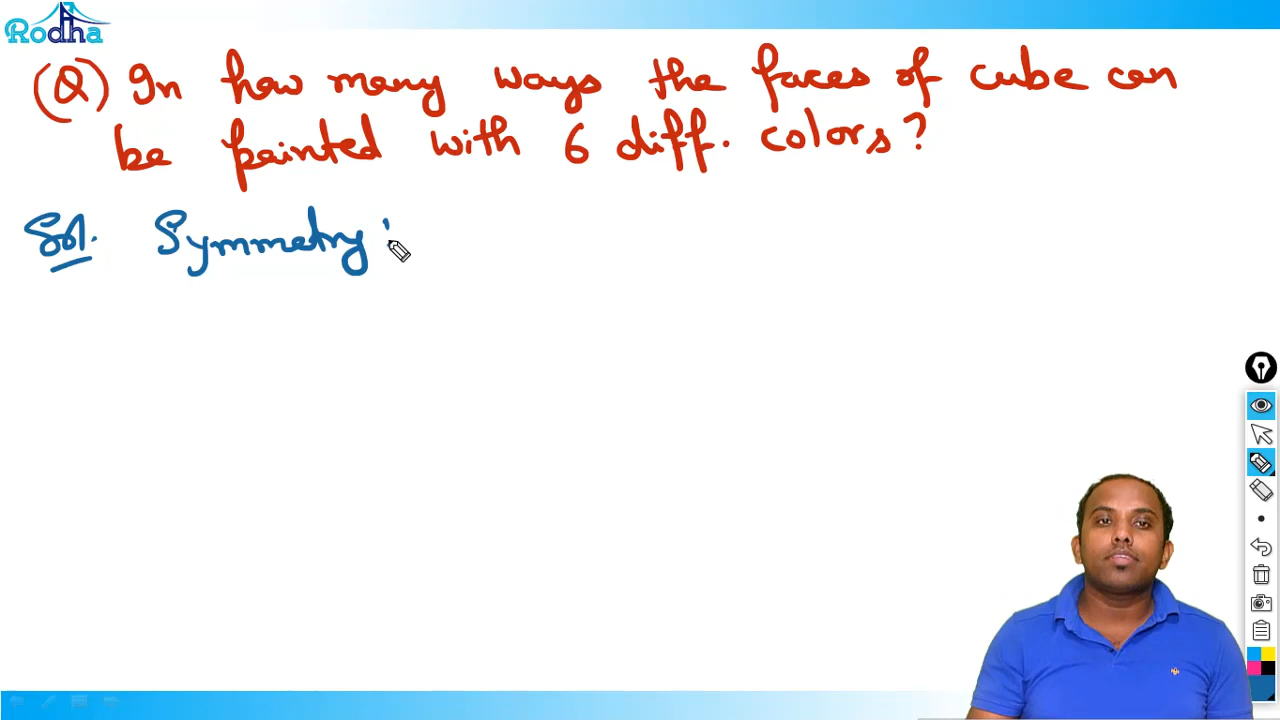 Rodha
(Q) In how many ways the faces of cube can
be painted with 6 diff. colors?
Sol. Symmetry